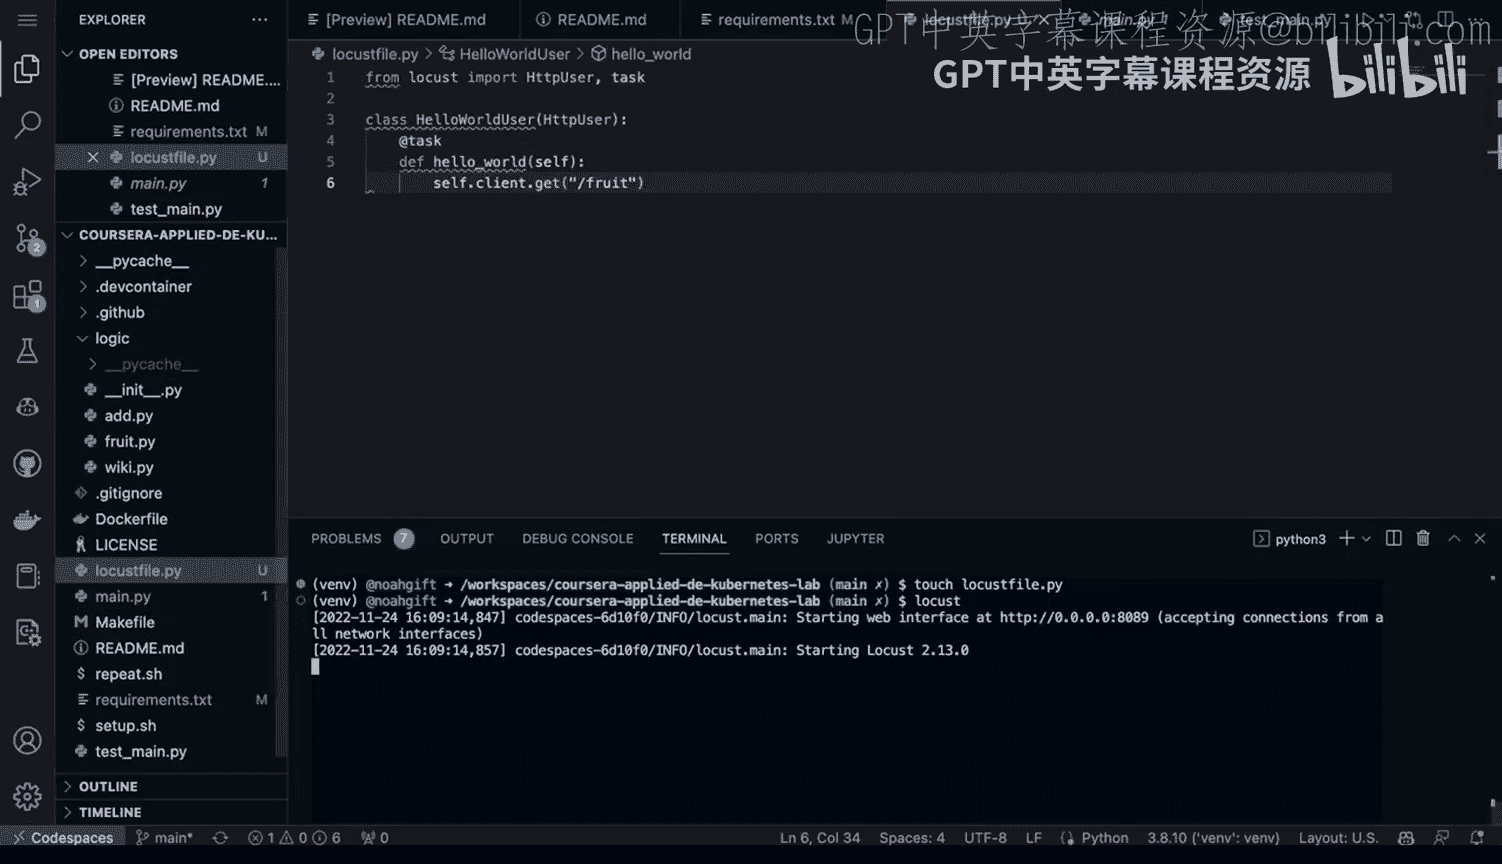 EXPLORER
[Preview] README.md
README.md
requirements.txt M
locustfile.py U
main.py 1
test_main.py
GPT中英字幕课程资源@bilibili.com
GPT中英字幕课程资源 bilibili
OPEN EDITORS
[Preview] README....
README.md
requirements.txt M
locustfile.py U
main.py 1
test_main.py
COURSERA-APPLIED-DE-KU...
__pycache__
.devcontainer
.github
logic
__pycache__
__init__.py
add.py
fruit.py
wiki.py
.gitignore
Dockerfile
LICENSE
locustfile.py U
main.py 1
Makefile
README.md
repeat.sh
requirements.txt M
setup.sh
test_main.py
OUTLINE
TIMELINE
2
1
locustfile.py > HelloWorldUser > hello_world
1 from locust import HttpUser, task
2
3 class HelloWorldUser(HttpUser):
4 @task
5 def hello_world(self):
6 self.client.get("/fruit")
PROBLEMS 7 OUTPUT DEBUG CONSOLE TERMINAL PORTS JUPYTER python3
(venv) @noahgift → /workspaces/coursera-applied-de-kubernetes-lab (main ✗) $ touch locustfile.py
(venv) @noahgift → /workspaces/coursera-applied-de-kubernetes-lab (main ✗) $ locust
[2022-11-24 16:09:14,847] codespaces-6d10f0/INFO/locust.main: Starting web interface at http://0.0.0.0:8089 (accepting connections from a
ll network interfaces)
[2022-11-24 16:09:14,857] codespaces-6d10f0/INFO/locust.main: Starting Locust 2.13.0
Codespaces main* 1 0 6 0 Ln 6, Col 34 Spaces: 4 UTF-8 LF Python 3.8.10 ('venv': venv) Layout: U.S.